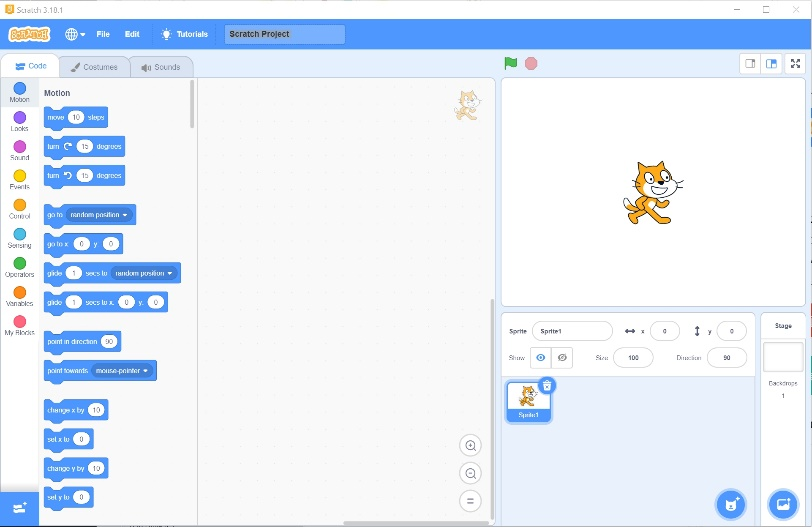 Scratch 3.18.1
SCRATCH File Edit Tutorials Scratch Project
Code Costumes Sounds
Motion
Looks
Sound
Events
Control
Sensing
Operators
Variables
My Blocks
Motion
move 10 steps
turn 15 degrees
turn 15 degrees
go to random position
go to x 0 y 0
glide 1 secs to random position
glide 1 secs to x: 0 y: 0
point in direction 90
point towards mouse-pointer
change x by 10
set x to 0
change y by 10
set y to 0
Sprite Sprite1 x 0 y 0
Show Size 100 Direction 90
Sprite1
Stage
Backdrops
1